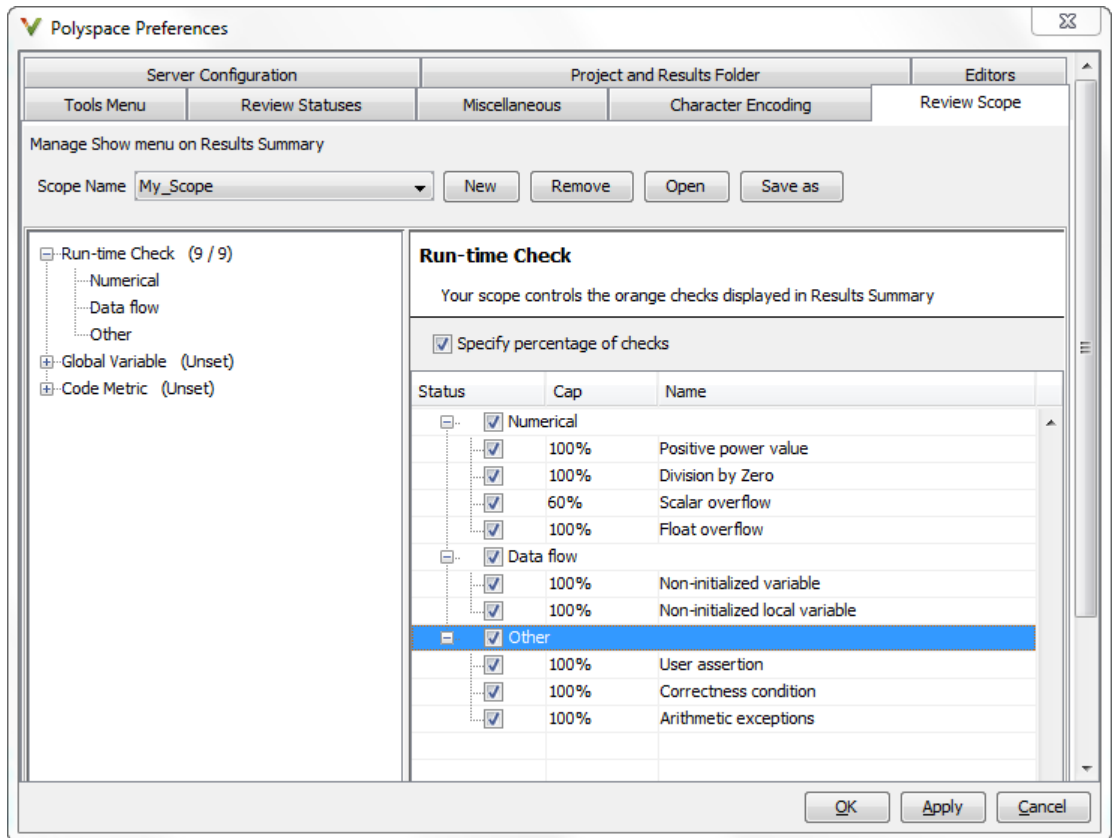 Polyspace Preferences
Server Configuration Project and Results Folder Editors
Tools Menu Review Statuses Miscellaneous Character Encoding Review Scope
Manage Show menu on Results Summary
Scope Name My_Scope New Remove Open Save as
Run-time Check (9 / 9)
Numerical
Data flow
Other
Global Variable (Unset)
Code Metric (Unset)
Run-time Check
Your scope controls the orange checks displayed in Results Summary
Specify percentage of checks
Status Cap Name
Numerical
100% Positive power value
100% Division by Zero
60% Scalar overflow
100% Float overflow
Data flow
100% Non-initialized variable
100% Non-initialized local variable
Other
100% User assertion
100% Correctness condition
100% Arithmetic exceptions
OK Apply Cancel